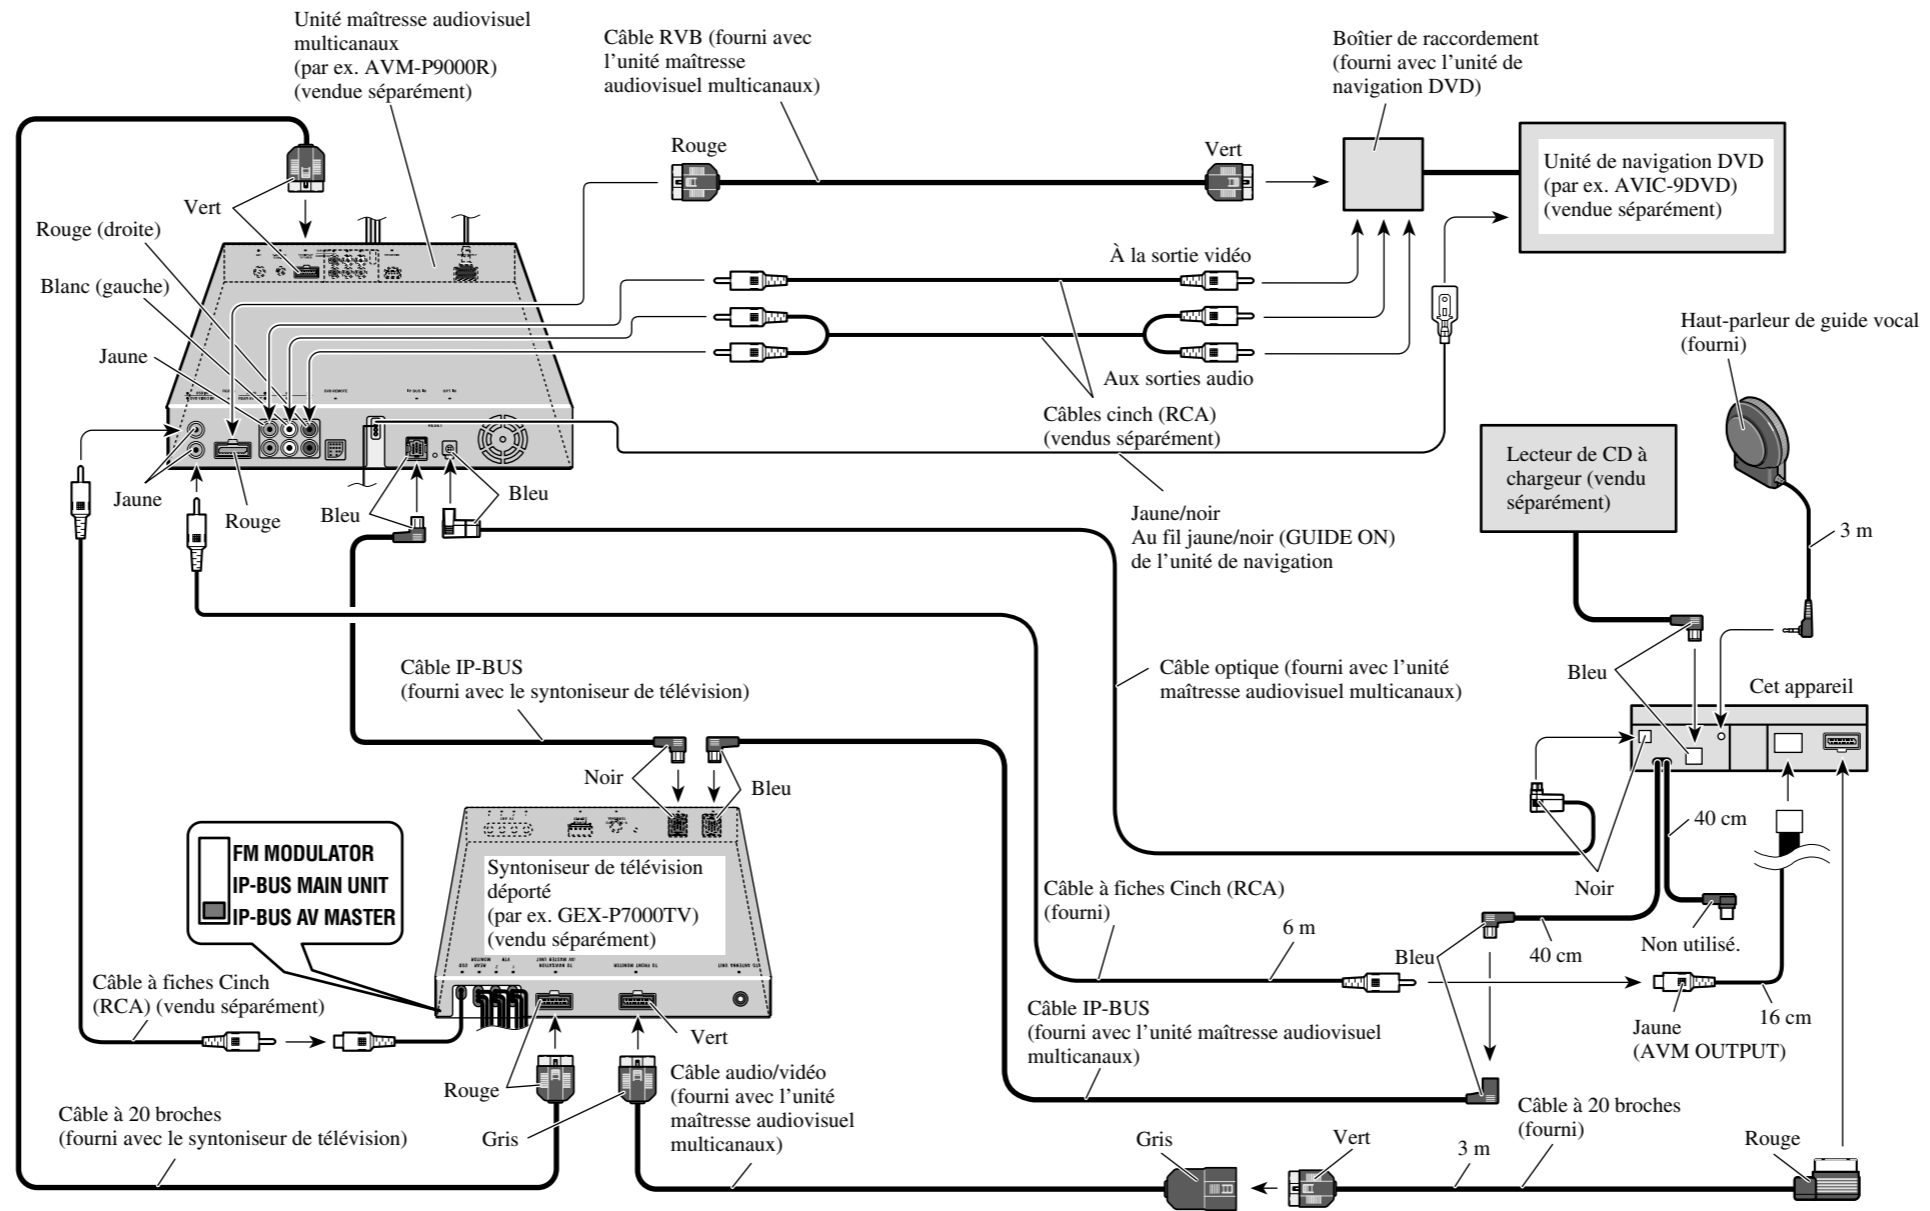 Unité maîtresse audiovisuel
multicanaux
(par ex. AVM-P9000R)
(vendue séparément)
Câble RVB (fourni avec
l'unité maîtresse
audiovisuel multicanaux)
Boîtier de raccordement
(fourni avec l'unité de
navigation DVD)
Rouge
Vert
Unité de navigation DVD
(par ex. AVIC-9DVD)
(vendue séparément)
Vert
Rouge (droite)
Blanc (gauche)
Jaune
À la sortie vidéo
Aux sorties audio
Câbles cinch (RCA)
(vendus séparément)
Haut-parleur de guide vocal
(fourni)
Lecteur de CD à
chargeur (vendu
séparément)
3 m
Jaune
Rouge
Bleu
Bleu
Jaune/noir
Au fil jaune/noir (GUIDE ON)
de l'unité de navigation
Câble IP-BUS
(fourni avec le syntoniseur de télévision)
Câble optique (fourni avec l'unité
maîtresse audiovisuel multicanaux)
Bleu
Cet appareil
Noir
Bleu
FM MODULATOR
IP-BUS MAIN UNIT
IP-BUS AV MASTER
Syntoniseur de télévision
déporté
(par ex. GEX-P7000TV)
(vendu séparément)
40 cm
Noir
Câble à fiches Cinch (RCA)
(fourni)
6 m
Bleu
40 cm
Non utilisé.
Câble à fiches Cinch
(RCA) (vendu séparément)
Câble IP-BUS
(fourni avec l'unité maîtresse audiovisuel
multicanaux)
Jaune
(AVM OUTPUT)
16 cm
Vert
Rouge
Gris
Câble audio/vidéo
(fourni avec l'unité
maîtresse audiovisuel
multicanaux)
Câble à 20 broches
(fourni avec le syntoniseur de télévision)
Gris
Vert
3 m
Câble à 20 broches
(fourni)
Rouge